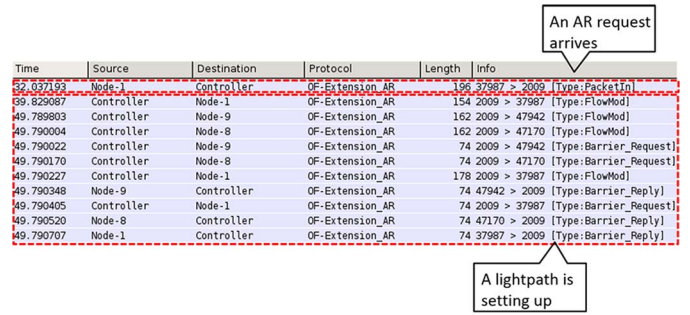 An AR request
arrives
Time Source Destination Protocol Length Info
32.037193 Node-1 Controller OF-Extension_AR 196 37987 > 2009 [Type:PacketIn]
39.829087 Controller Node-1 OF-Extension_AR 154 2009 > 37987 [Type:FlowMod]
49.789803 Controller Node-9 OF-Extension_AR 162 2009 > 47942 [Type:FlowMod]
49.790004 Controller Node-8 OF-Extension_AR 162 2009 > 47170 [Type:FlowMod]
49.790022 Controller Node-9 OF-Extension_AR 74 2009 > 47942 [Type:Barrier_Request]
49.790170 Controller Node-8 OF-Extension_AR 74 2009 > 47170 [Type:Barrier_Request]
49.790227 Controller Node-1 OF-Extension_AR 178 2009 > 37987 [Type:FlowMod]
49.790348 Node-9 Controller OF-Extension_AR 74 47942 > 2009 [Type:Barrier_Reply]
49.790405 Controller Node-1 OF-Extension_AR 74 2009 > 37987 [Type:Barrier_Request]
49.790520 Node-8 Controller OF-Extension_AR 74 47170 > 2009 [Type:Barrier_Reply]
49.790707 Node-1 Controller OF-Extension_AR 74 37987 > 2009 [Type:Barrier_Reply]
A lightpath is
setting up